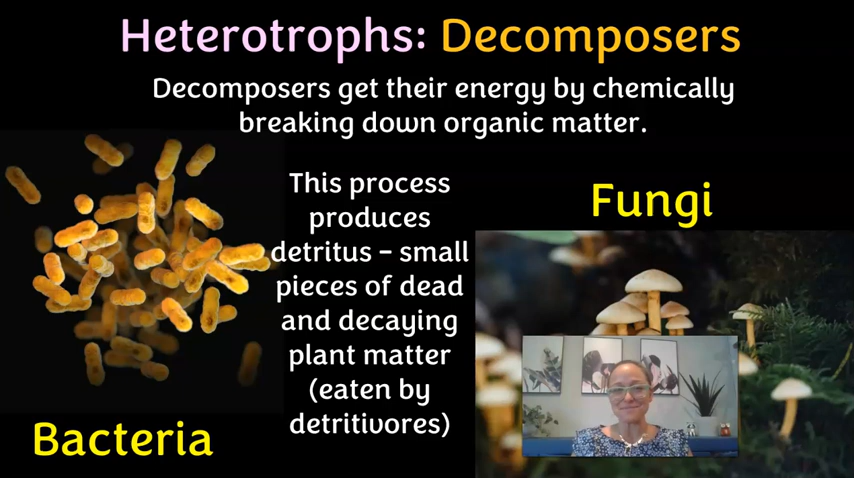 Heterotrophs: Decomposers
Decomposers get their energy by chemically
breaking down organic matter.
This process
produces
detritus – small
pieces of dead
and decaying
plant matter
(eaten by
detritivores)
Fungi
Bacteria